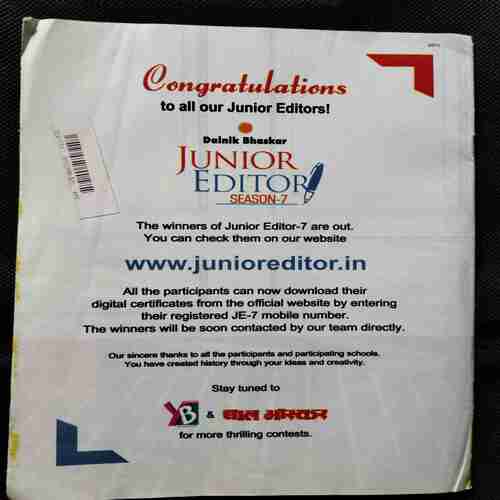 Congratulations
to all our Junior Editors!
Dainik Bhaskar
JUNIOR
EDITOR
SEASON-7
The winners of Junior Editor-7 are out.
You can check them on our website
www.junioreditor.in
All the participants can now download their
digital certificates from the official website by entering
their registered JE-7 mobile number.
The winners will be soon contacted by our team directly.
Our sincere thanks to all the participants and participating schools.
You have created history through your ideas and creativity.
Stay tuned to
YB & बाल भास्कर
for more thrilling contests.